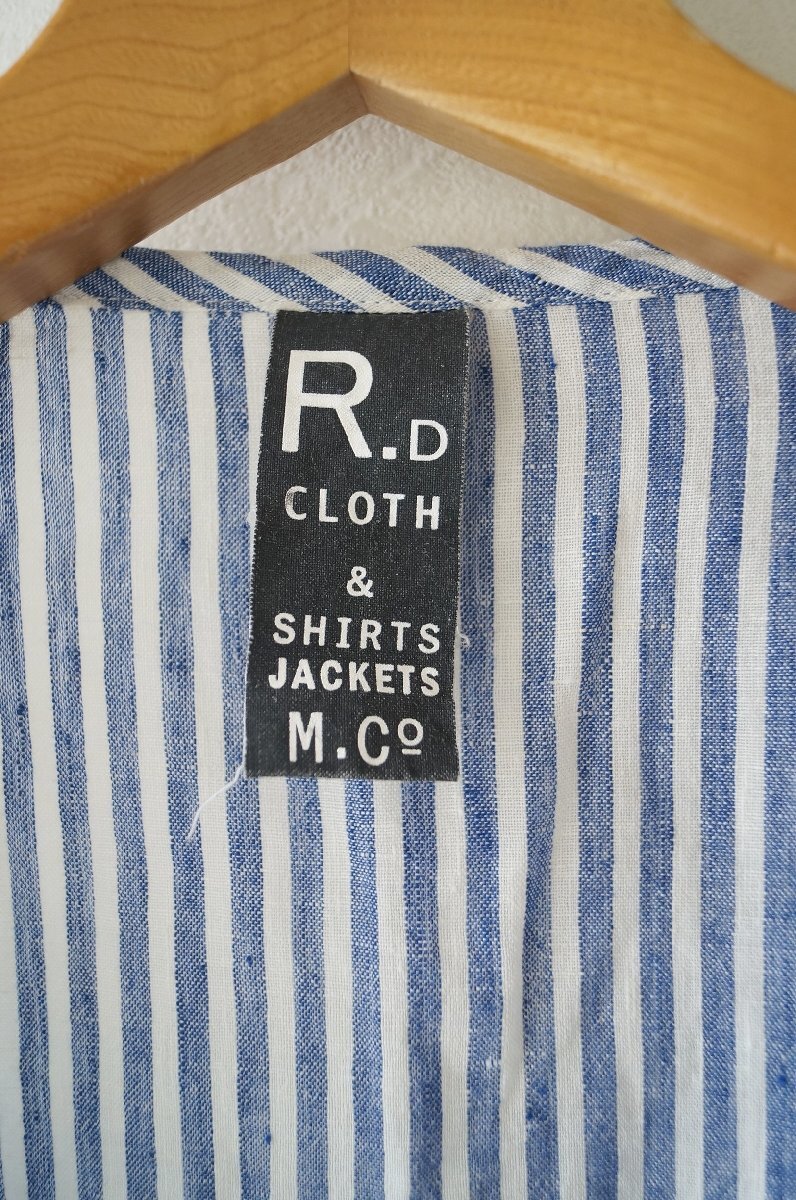 R.D
CLOTH
&
SHIRTS
JACKETS
M.Cº